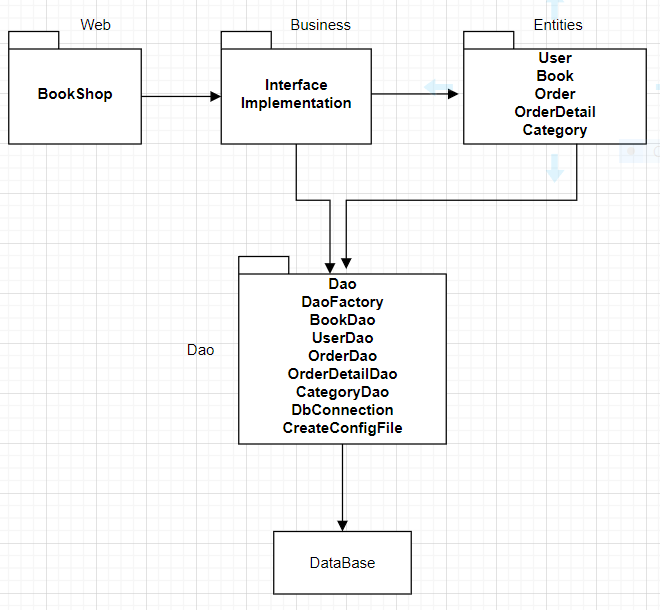 Web
Business
Entities
BookShop
Interface
Implementation
User
Book
Order
OrderDetail
Category
Dao
Dao
DaoFactory
BookDao
UserDao
OrderDao
OrderDetailDao
CategoryDao
DbConnection
CreateConfigFile
DataBase